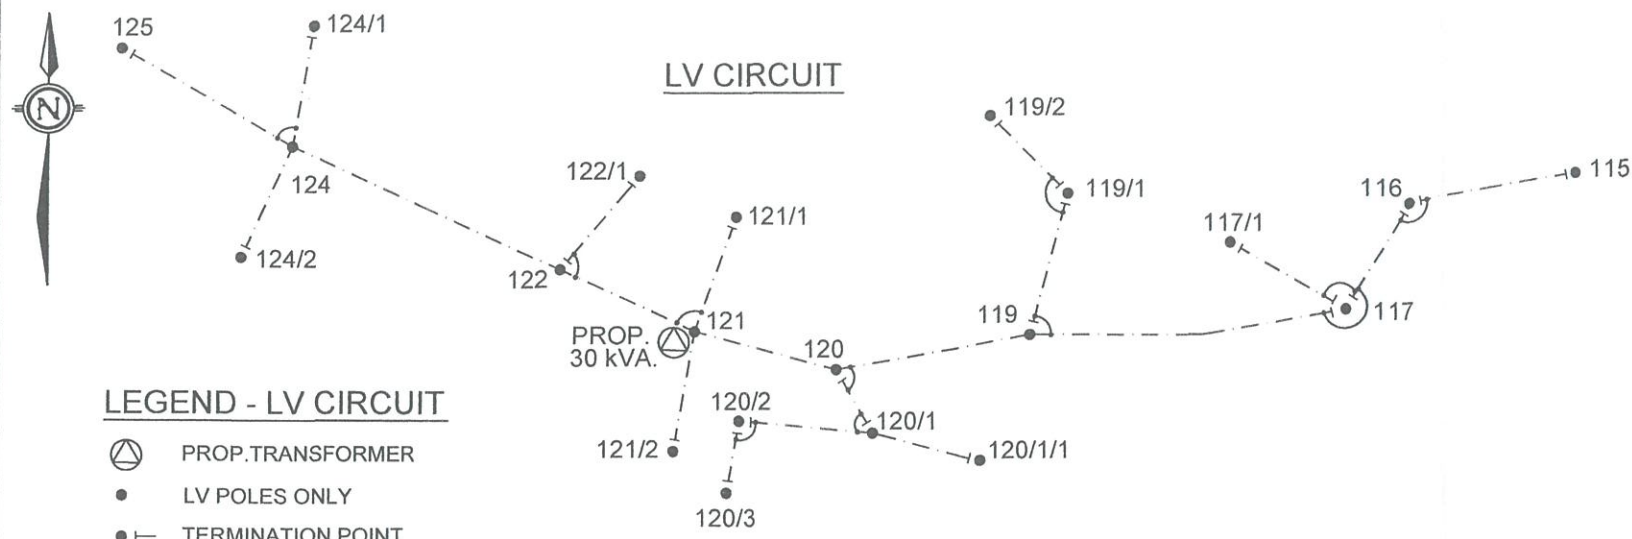 125
124/1
LV CIRCUIT
N
119/2
122/1
119/1
116
115
124
121/1
117/1
124/2
122
121
119
117
PROP.
30 kVA.
120
LEGEND - LV CIRCUIT
120/2
120/1
PROP.TRANSFORMER
121/2
120/1/1
LV POLES ONLY
120/3
TERMINATION POINT